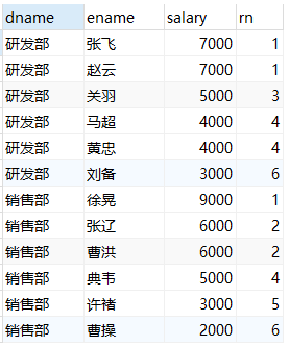 dname ename salary rn
研发部 张飞 7000 1
研发部 赵云 7000 1
研发部 关羽 5000 3
研发部 马超 4000 4
研发部 黄忠 4000 4
研发部 刘备 3000 6
销售部 徐晃 9000 1
销售部 张辽 6000 2
销售部 曹洪 6000 2
销售部 典韦 5000 4
销售部 许褚 3000 5
销售部 曹操 2000 6